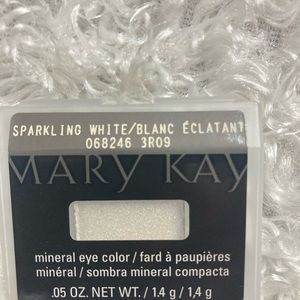 SPARKLING WHITE/BLANC ÉCLATANT
068246 3R09
MARY KAY
mineral eye color / fard à paupières
minéral / sombra mineral compacta
.05 OZ. NET WT. / 1.4 g / 1,4 g